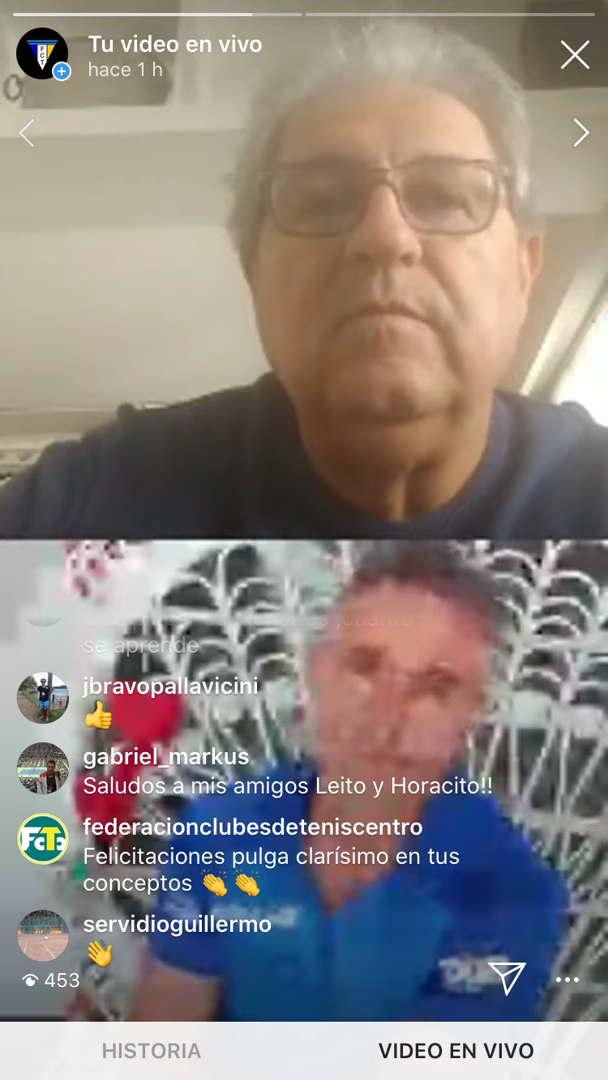 Tu video en vivo
hace 1 h
se aprende
jbravopallavicini
👍
gabriel_markus
Saludos a mis amigos Leito y Horacito!!
federacionclubesdeteniscentro
Felicitaciones pulga clarísimo en tus
conceptos 👏👏
servidioguillermo
👋
453
HISTORIA
VIDEO EN VIVO